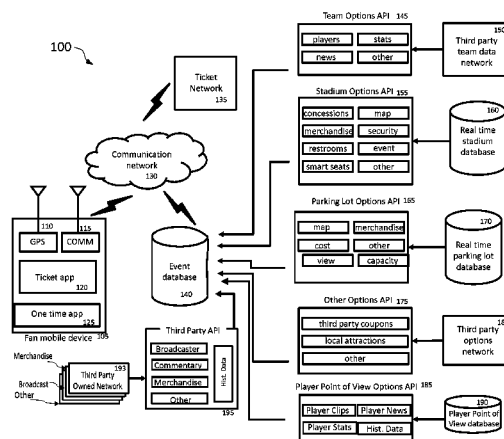 100
Ticket
Network
135
Communication
network
130
110
GPS
115
COMM
Ticket app
120
One time app
125
Fan mobile device 105
Event
database
140
Merchandise
Broadcast
Other
193
Third Party
Owned Network
Third Party API
Broadcaster
Commentary
Merchandise
Other
Hist. Data
195
Team Options API 145
players
stats
news
other
150
Third party
team data
network
Stadium Options API 155
concessions
map
merchandise
security
restrooms
event
smart seats
other
160
Real time
stadium
database
Parking Lot Options API 165
map
merchandise
cost
other
view
capacity
170
Real time
parking lot
database
Other Options API 175
third party coupons
local attractions
other
Third party
options
network
Player Point of View Options API 185
Player Clips
Player News
Player Stats
Hist. Data
190
Player Point of
View database